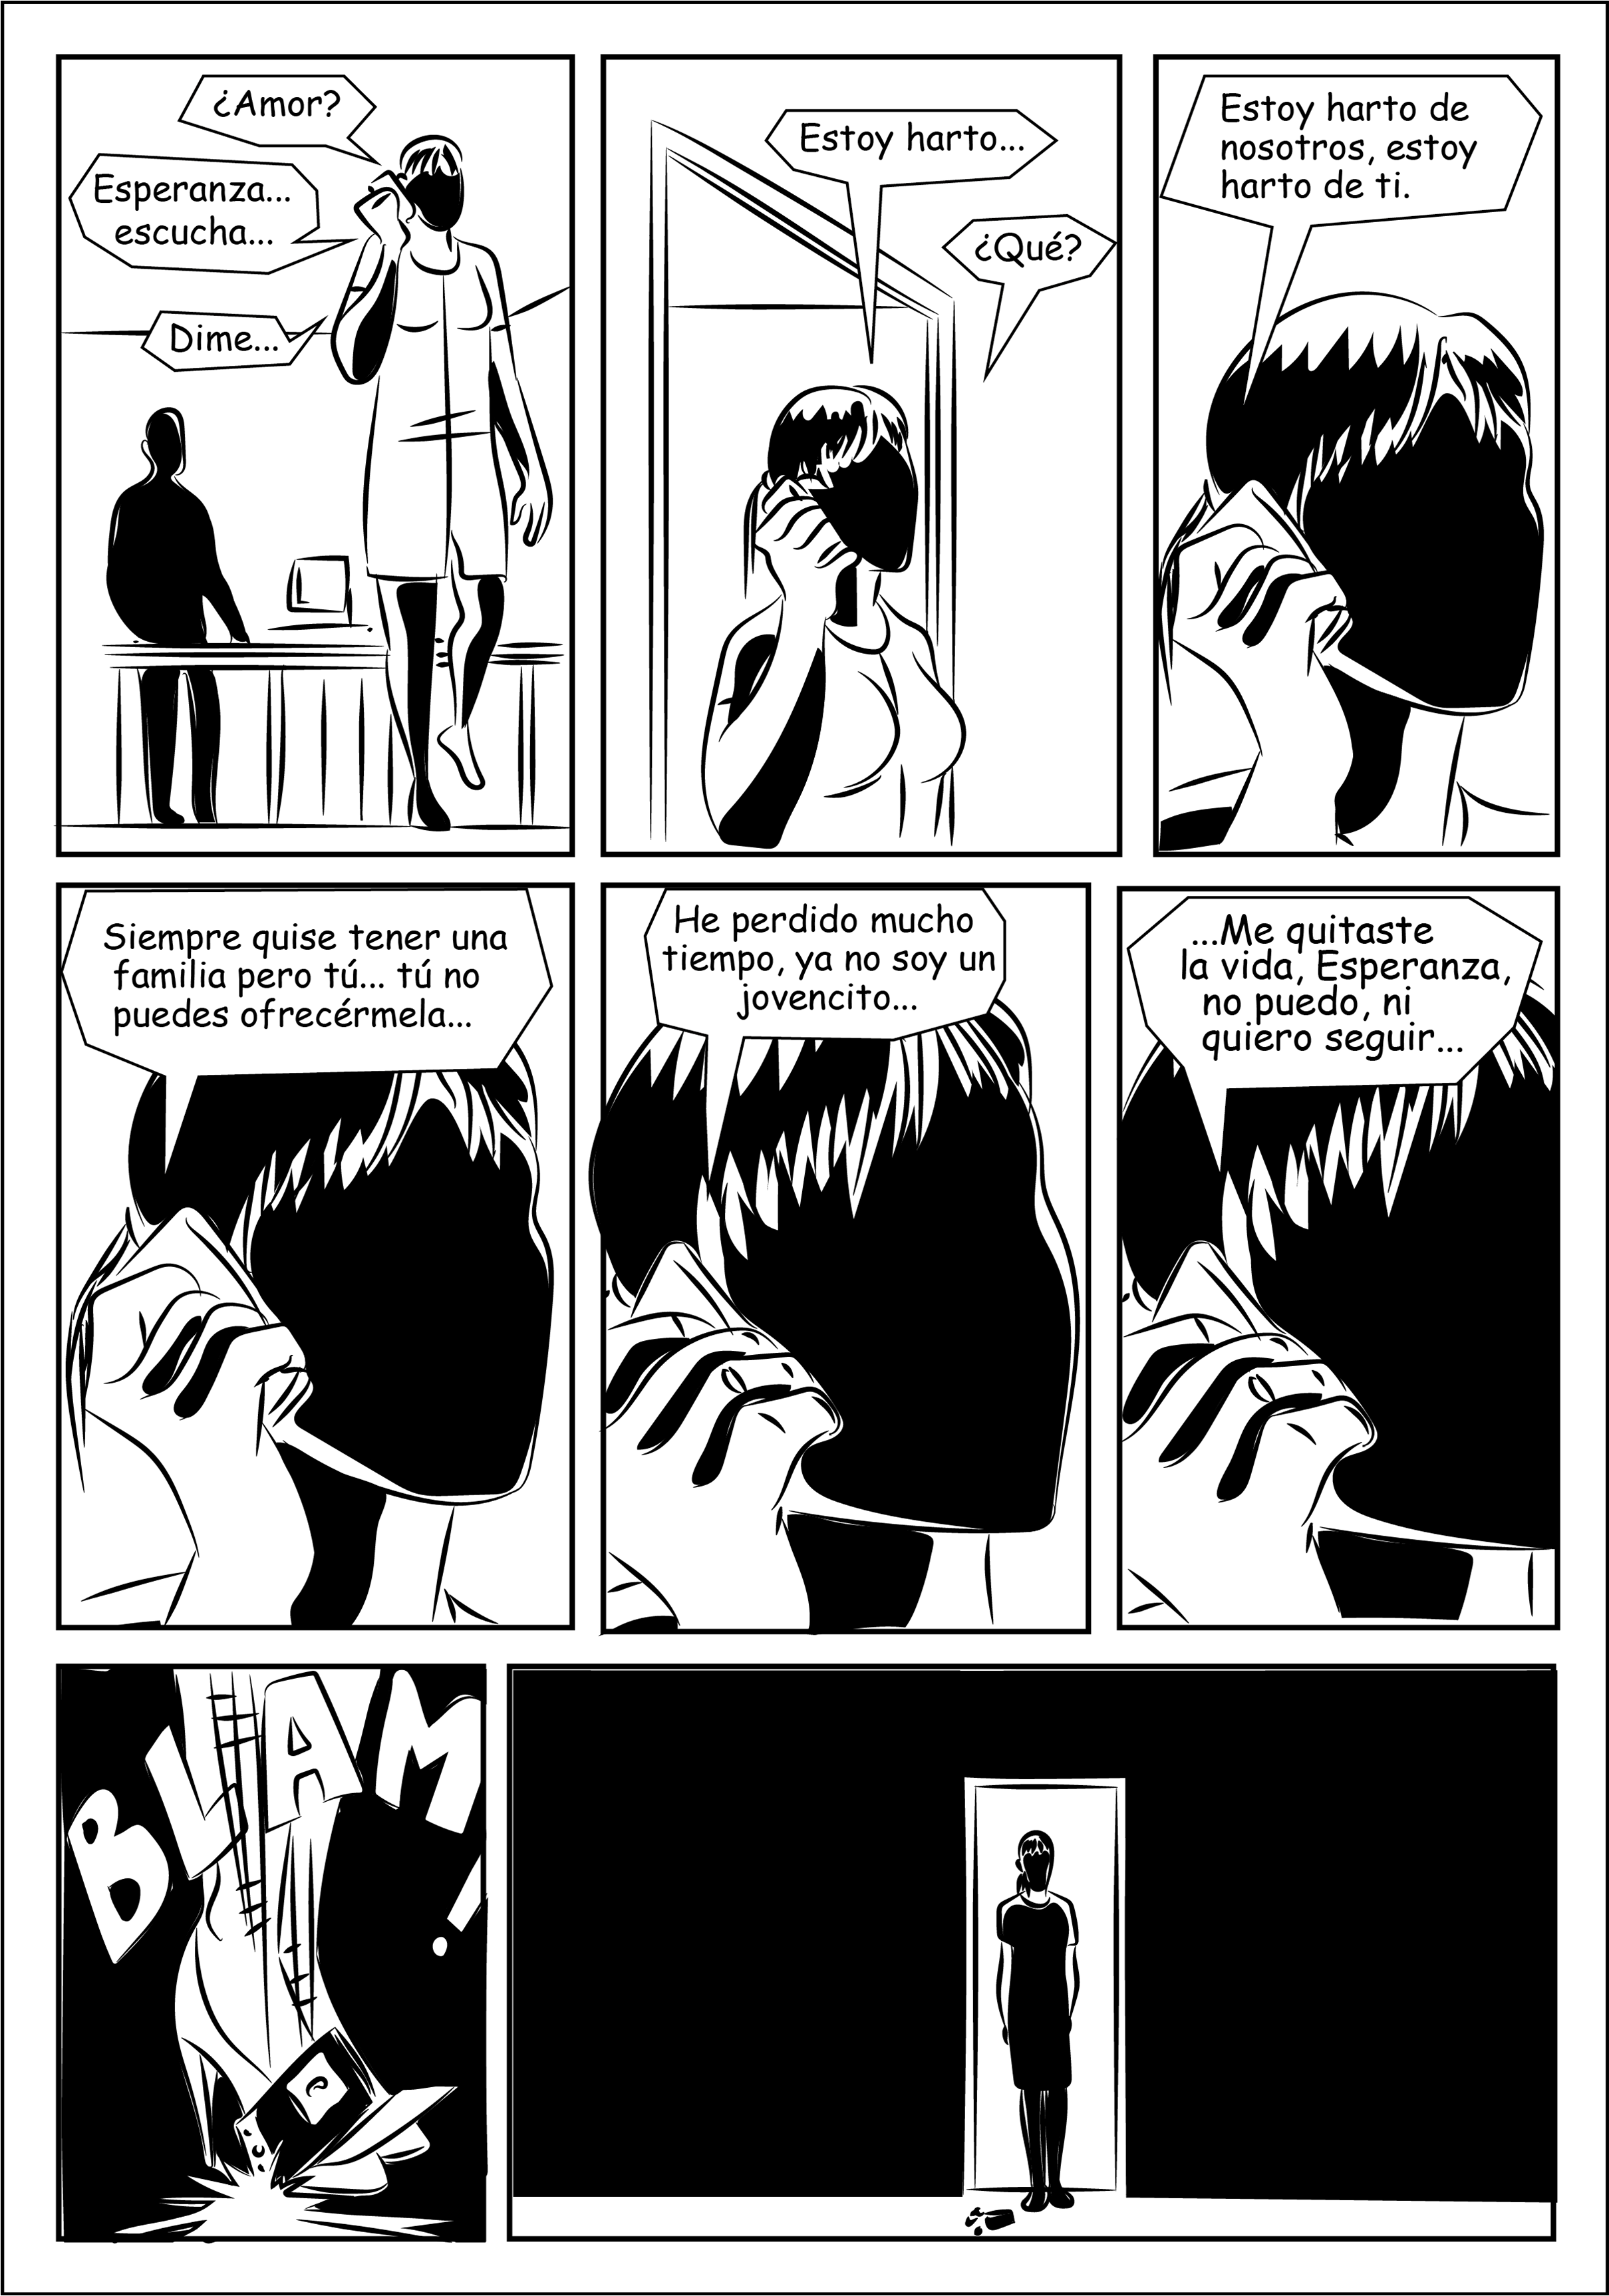 ¿Amor?
Esperanza...
escucha...
Dime...
Estoy harto...
¿Qué?
Estoy harto de
nosotros, estoy
harto de ti.
Siempre quise tener una
familia pero tú... tú no
puedes ofrecérmela...
He perdido mucho
tiempo, ya no soy un
jovencito...
...Me quitaste
la vida, Esperanza,
no puedo, ni
quiero seguir...
BLAM!